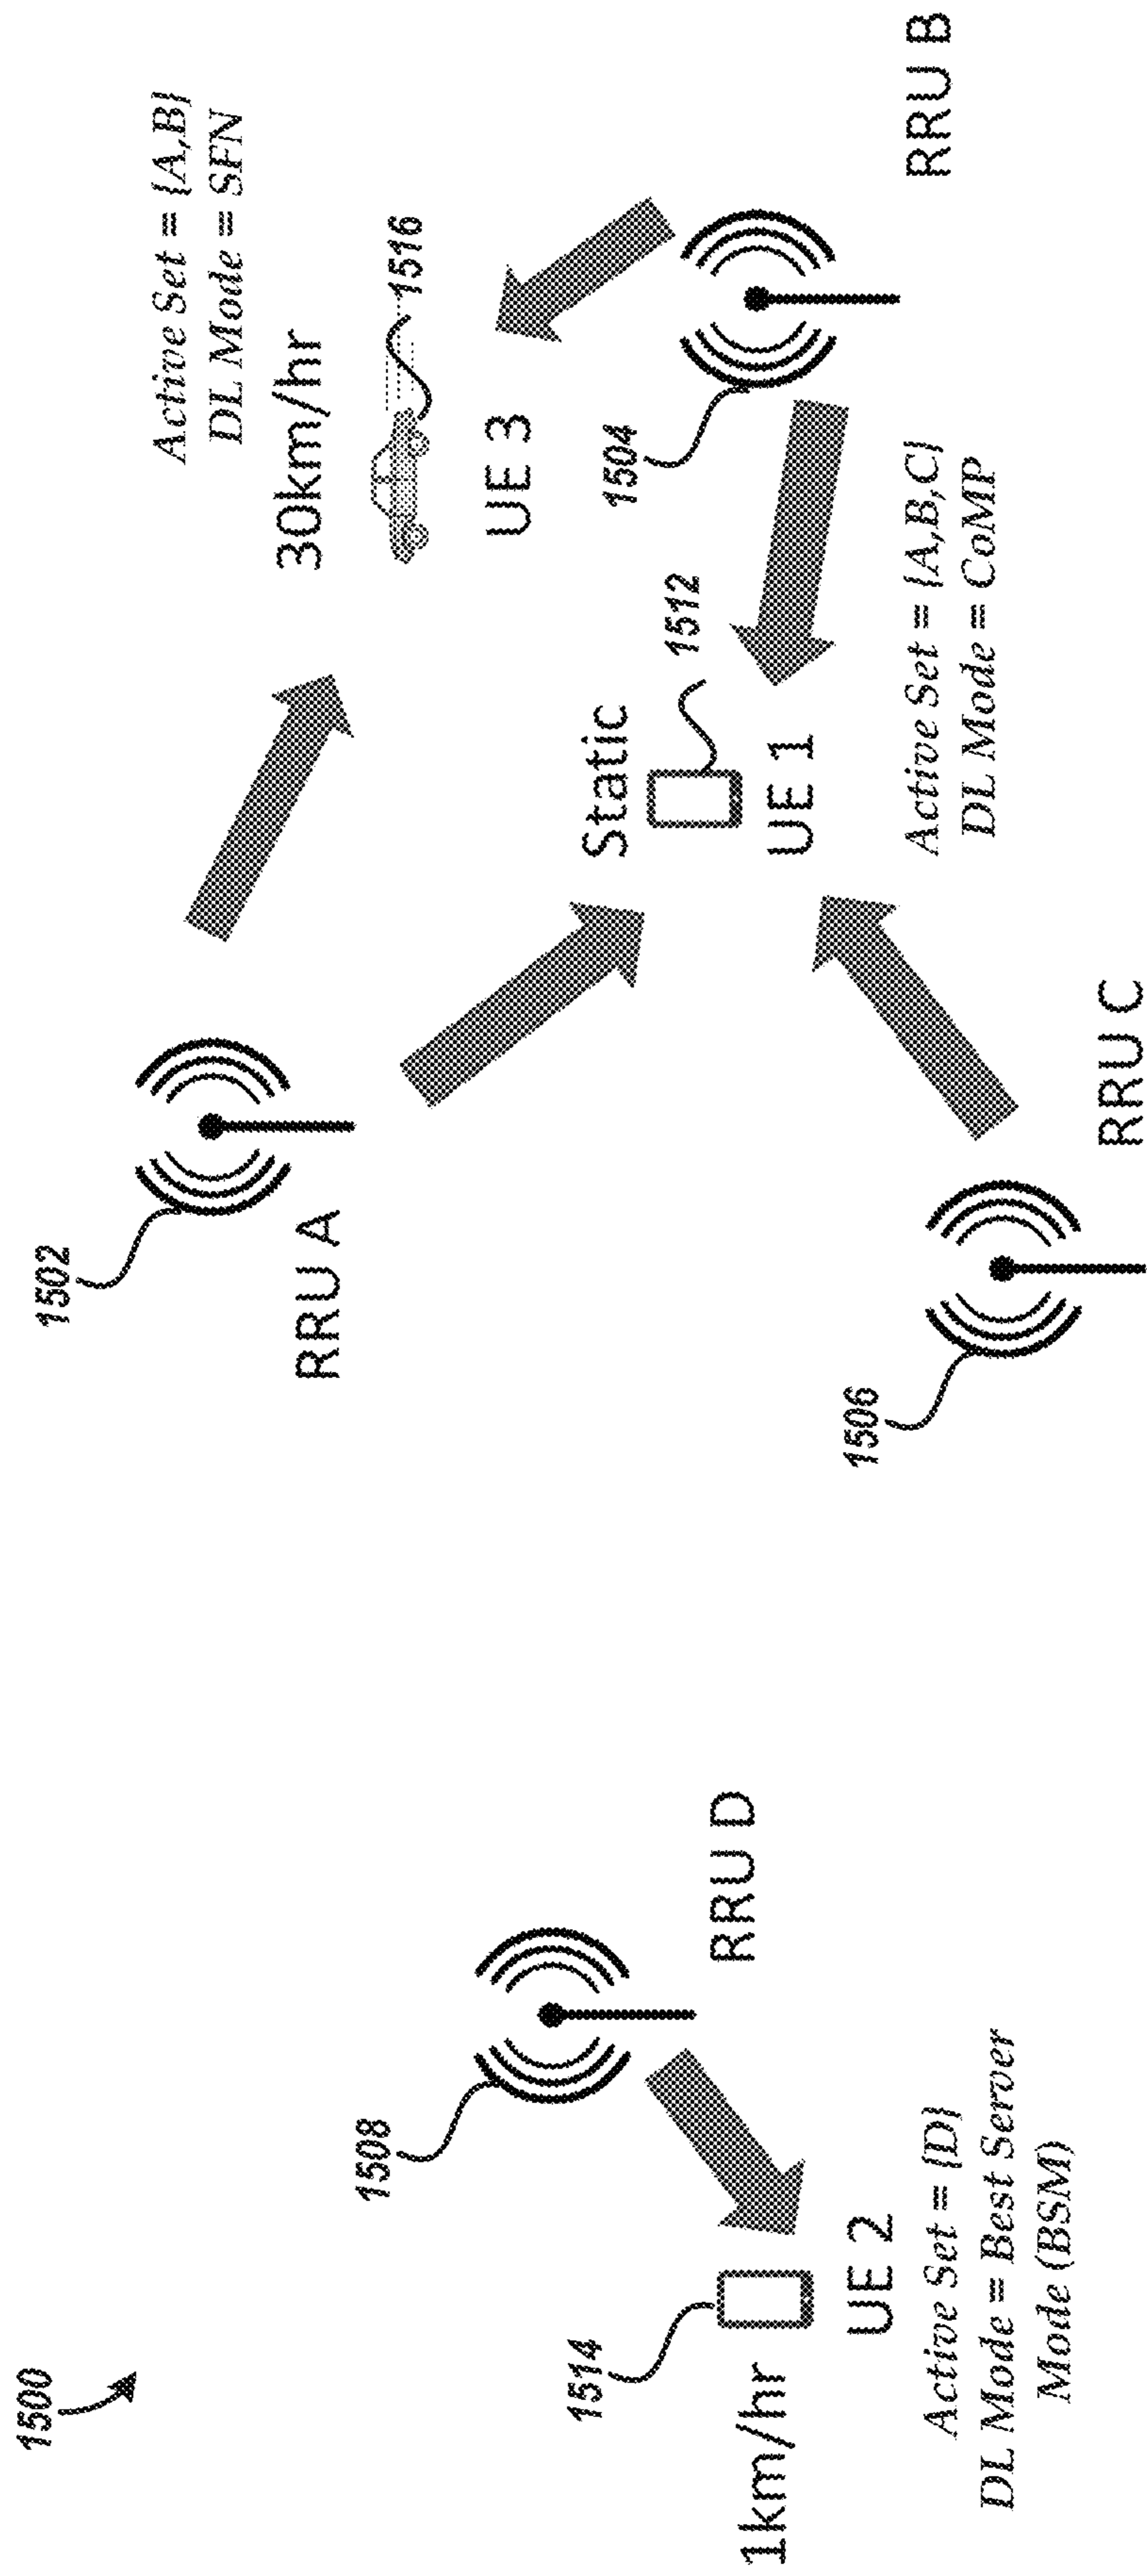 1500
1502
RRU A
Active Set = {A,B}
DL Mode = SFN
30km/hr
1516
UE 3
1508
RRU D
1514
1km/hr
UE 2
Active Set = {D}
DL Mode = Best Server
Mode (BSM)
Static
1512
UE 1
1504
RRU B
Active Set = {A,B,C}
DL Mode = CoMP
1506
RRU C